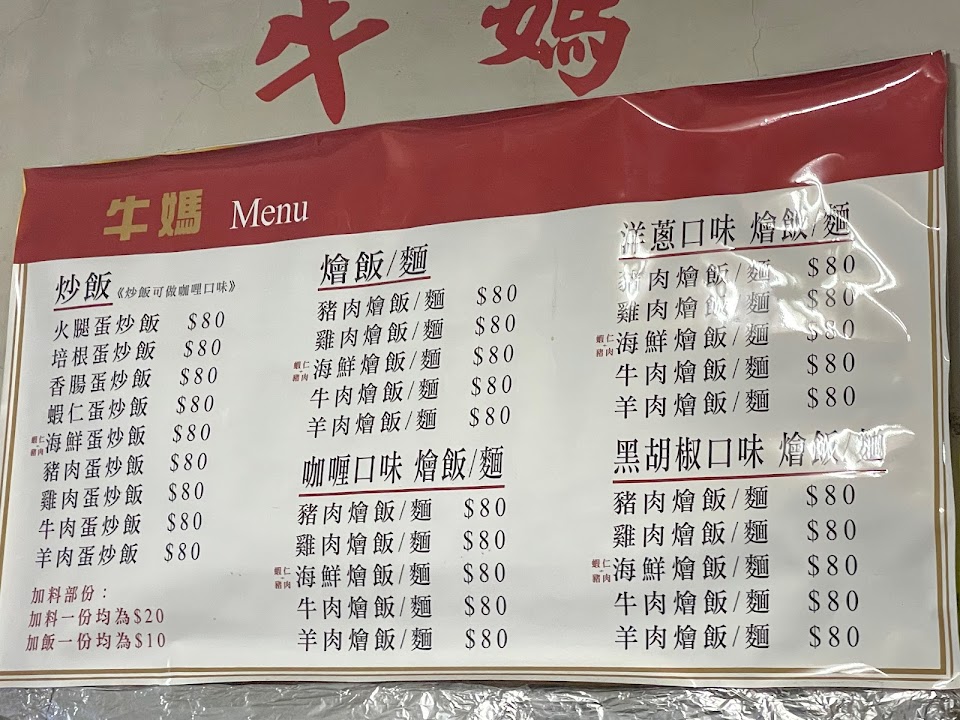 牛媽
牛媽 Menu
炒飯《炒飯可做咖哩口味》
火腿蛋炒飯 $80
培根蛋炒飯 $80
香腸蛋炒飯 $80
蝦仁蛋炒飯 $80
蝦仁+豬肉 海鮮蛋炒飯 $80
豬肉蛋炒飯 $80
雞肉蛋炒飯 $80
牛肉蛋炒飯 $80
羊肉蛋炒飯 $80
加料部份：
加料一份均為$20
加飯一份均為$10
燴飯/麵
豬肉燴飯/麵 $80
雞肉燴飯/麵 $80
蝦仁+豬肉 海鮮燴飯/麵 $80
牛肉燴飯/麵 $80
羊肉燴飯/麵 $80
咖喱口味 燴飯/麵
豬肉燴飯/麵 $80
雞肉燴飯/麵 $80
蝦仁+豬肉 海鮮燴飯/麵 $80
牛肉燴飯/麵 $80
羊肉燴飯/麵 $80
洋蔥口味 燴飯/麵
豬肉燴飯/麵 $80
雞肉燴飯/麵 $80
蝦仁+豬肉 海鮮燴飯/麵 $80
牛肉燴飯/麵 $80
羊肉燴飯/麵 $80
黑胡椒口味 燴飯/麵
豬肉燴飯/麵 $80
雞肉燴飯/麵 $80
蝦仁+豬肉 海鮮燴飯/麵 $80
牛肉燴飯/麵 $80
羊肉燴飯/麵 $80